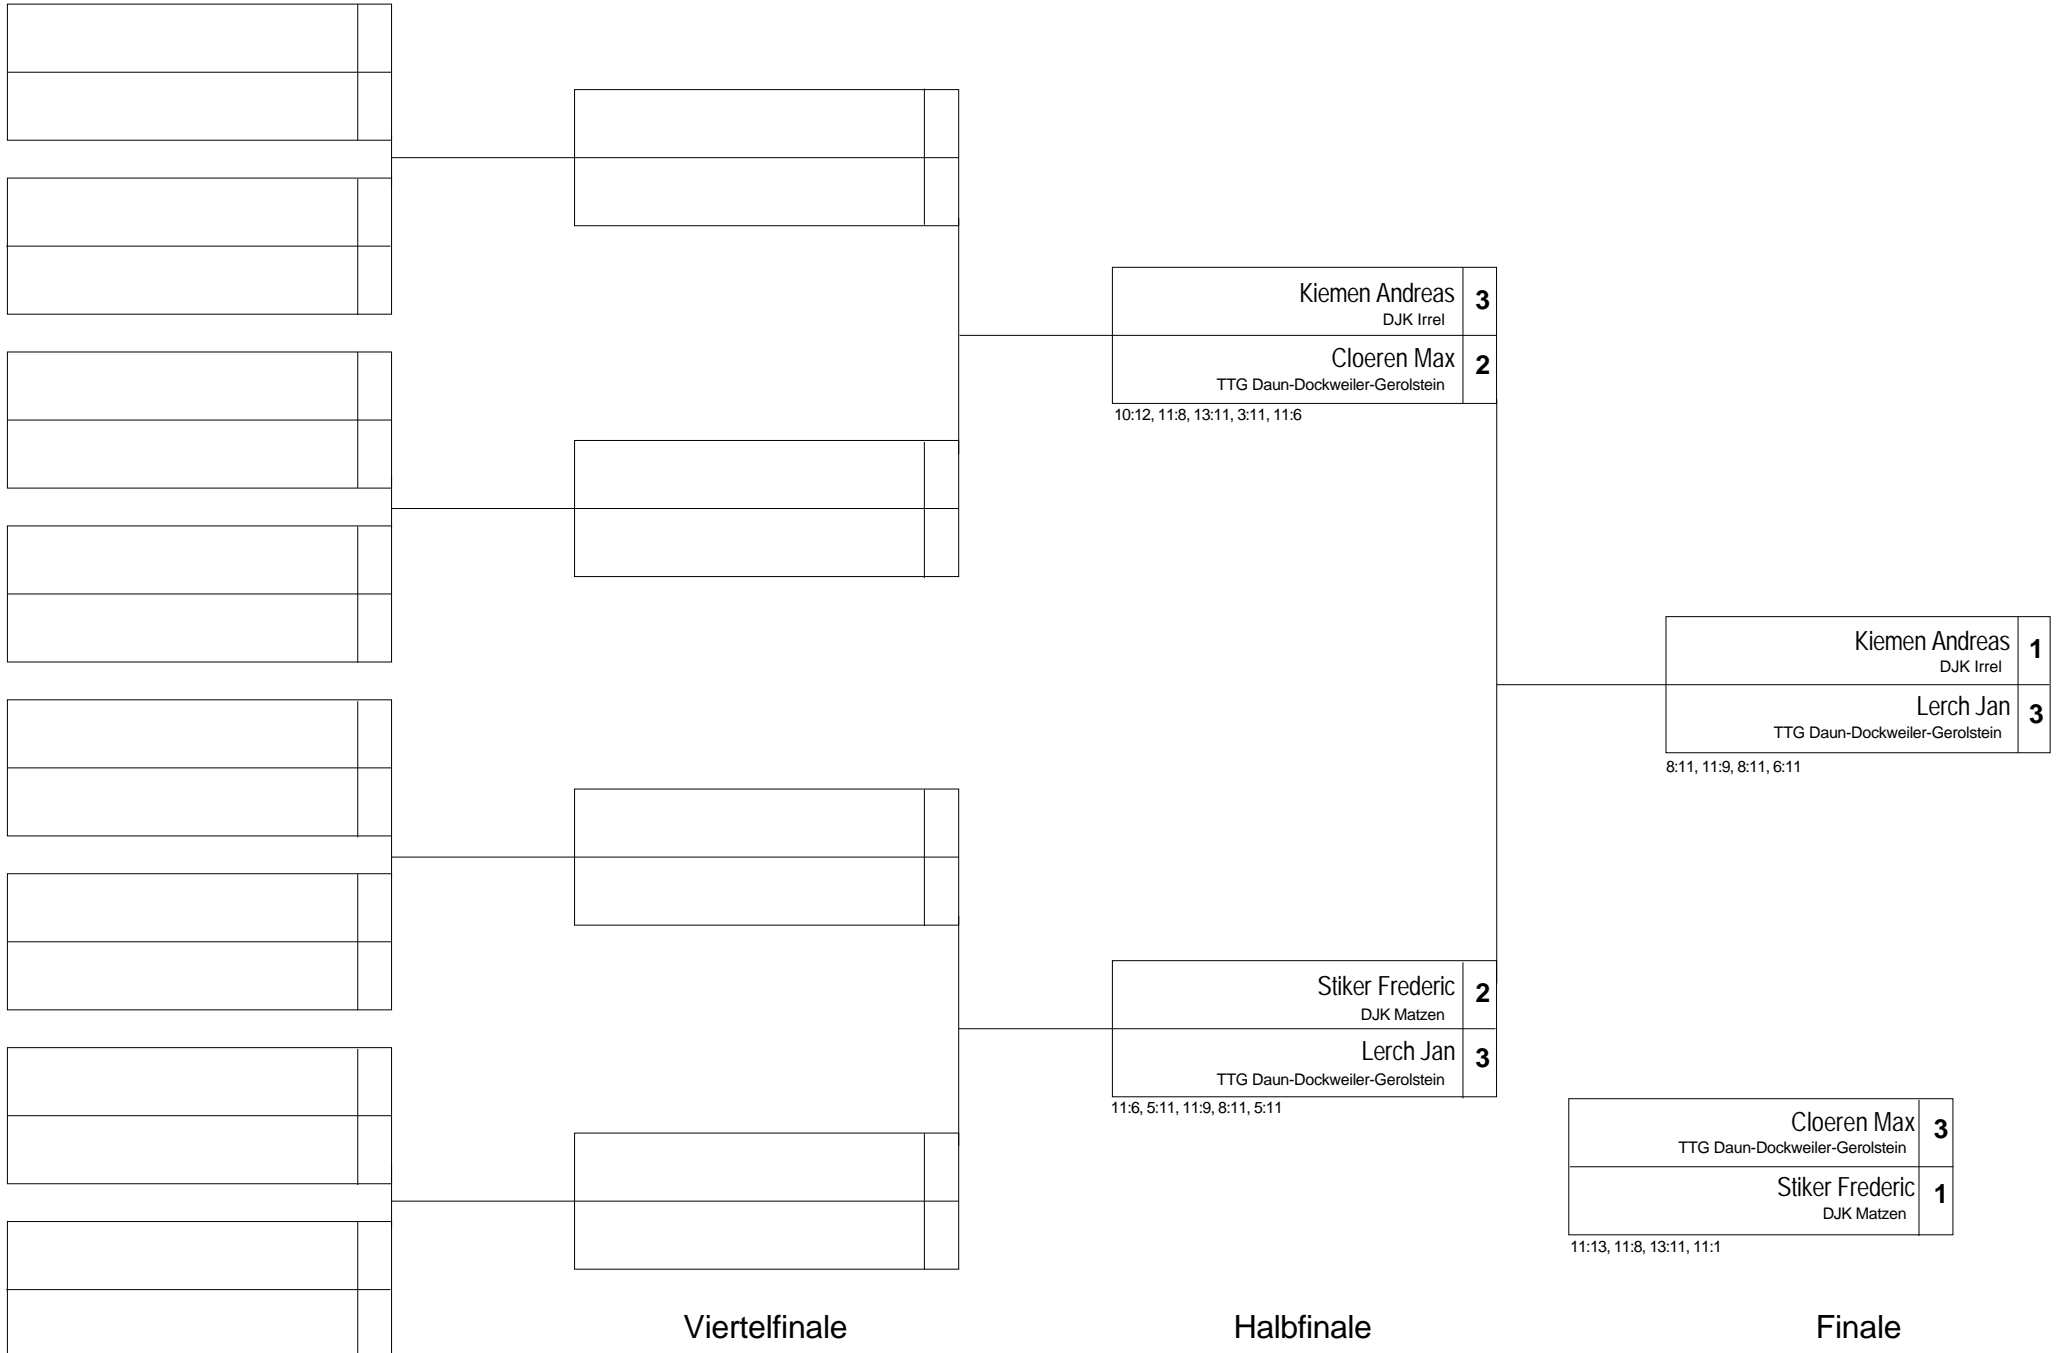 Kiemen Andreas 3
DJK Irrel
Cloeren Max 2
TTG Daun-Dockweiler-Gerolstein
10:12, 11:8, 13:11, 3:11, 11:6
Kiemen Andreas 1
DJK Irrel
Lerch Jan 3
TTG Daun-Dockweiler-Gerolstein
8:11, 11:9, 8:11, 6:11
Stiker Frederic 2
DJK Matzen
Lerch Jan 3
TTG Daun-Dockweiler-Gerolstein
11:6, 5:11, 11:9, 8:11, 5:11
Cloeren Max 3
TTG Daun-Dockweiler-Gerolstein
Stiker Frederic 1
DJK Matzen
11:13, 11:8, 13:11, 11:1
Viertelfinale Halbfinale Finale